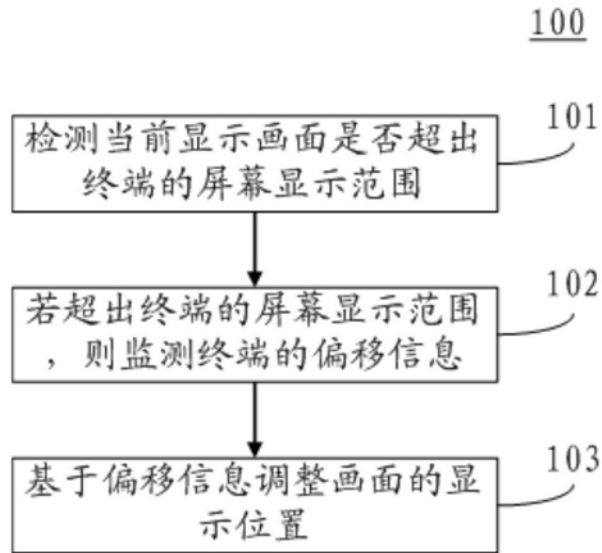 100
101
检测当前显示画面是否超出
终端的屏幕显示范围
102
若超出终端的屏幕显示范围
，则监测终端的偏移信息
103
基于偏移信息调整画面的显
示位置